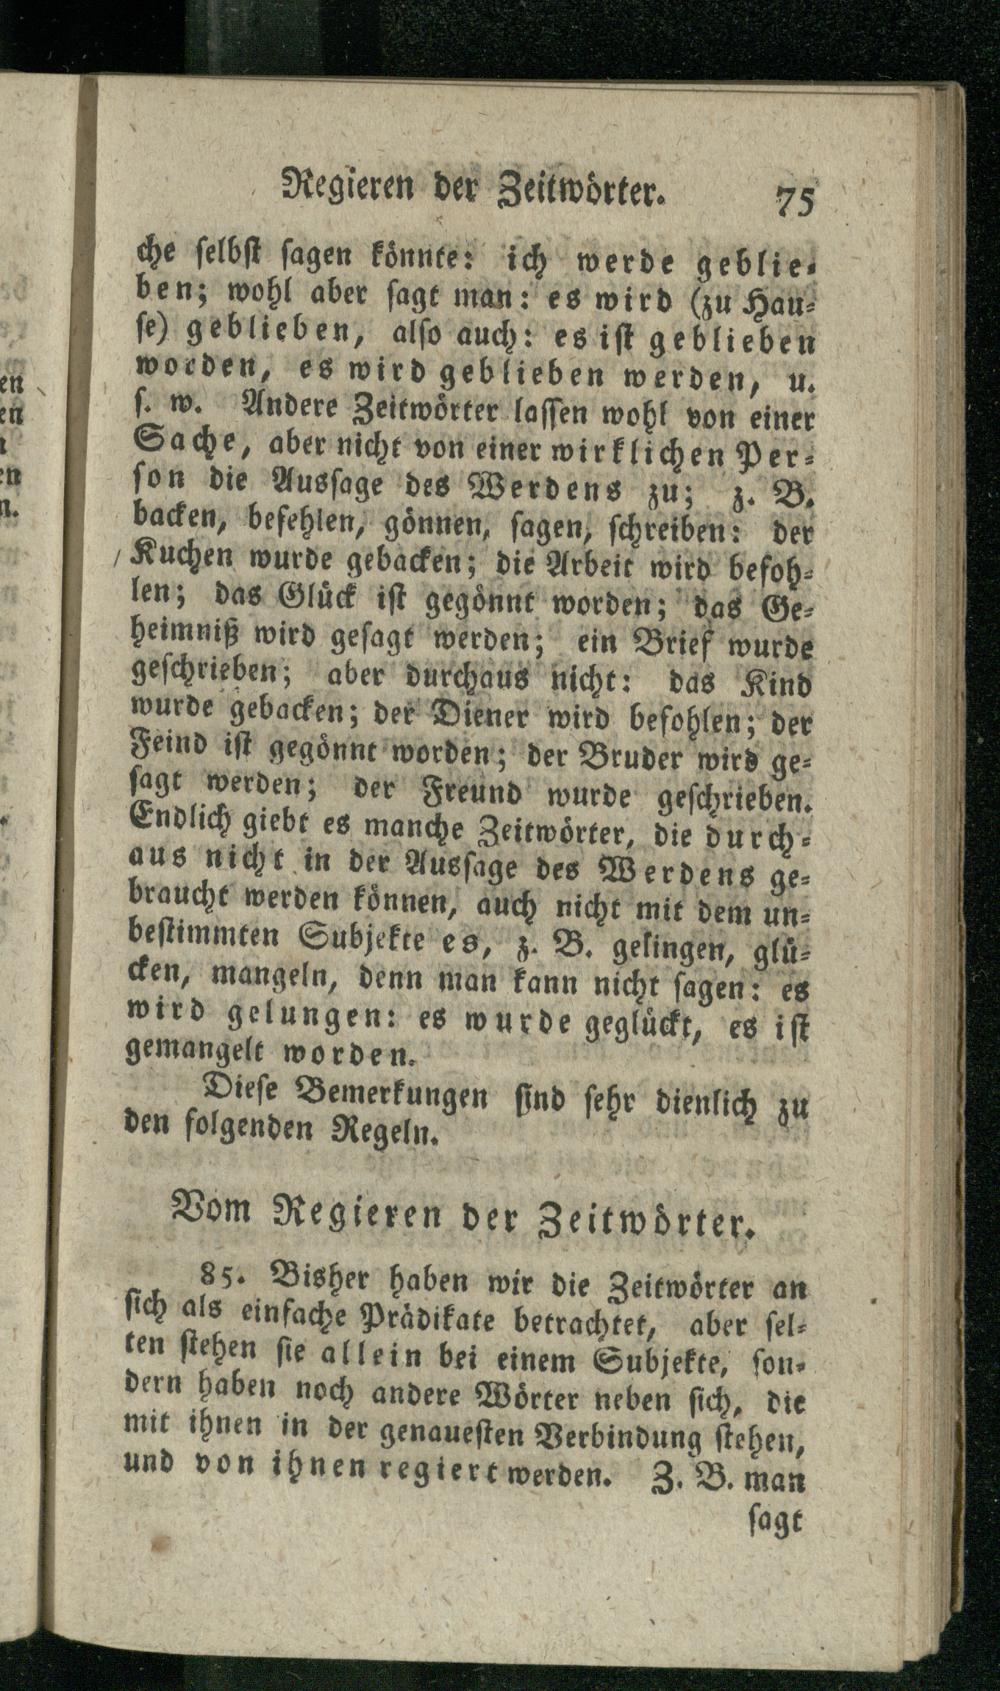 Regieren der Zeitwörter. 75
che selbst sagen könnte: ich werde geblie-
ben; wohl aber sagt man: es wird (zu Hau-
se) geblieben, also auch: es ist geblieben
worden, es wird geblieben werden, u.
s. w. Andere Zeitwörter lassen wohl von einer
Sache, aber nicht von einer wirklichen Per-
son die Aussage des Werdens zu; z. B.
backen, befehlen, gönnen, sagen, schreiben: der
Kuchen wurde gebacken; die Arbeit wird befoh-
len; das Glück ist gegönnt worden; das Ge-
heimniß wird gesagt werden; ein Brief wurde
geschrieben; aber durchaus nicht: das Kind
wurde gebacken; der Diener wird befohlen; der
Feind ist gegönnt worden; der Bruder wird ge-
sagt werden; der Freund wurde geschrieben.
Endlich giebt es manche Zeitwörter, die durch-
aus nicht in der Aussage des Werdens ge-
braucht werden können, auch nicht mit dem un-
bestimmten Subjekte es, z. B. gelingen, glü-
cken, mangeln, denn man kann nicht sagen: es
wird gelungen: es wurde geglückt, es ist
gemangelt worden.
Diese Bemerkungen sind sehr dienlich zu
den folgenden Regeln.
Vom Regieren der Zeitwörter.
85. Bisher haben wir die Zeitwörter an
sich als einfache Prädikate betrachtet, aber sel-
ten stehen sie allein bei einem Subjekte, son-
dern haben noch andere Wörter neben sich, die
mit ihnen in der genauesten Verbindung stehen,
und von ihnen regiert werden. Z. B. man
sagt